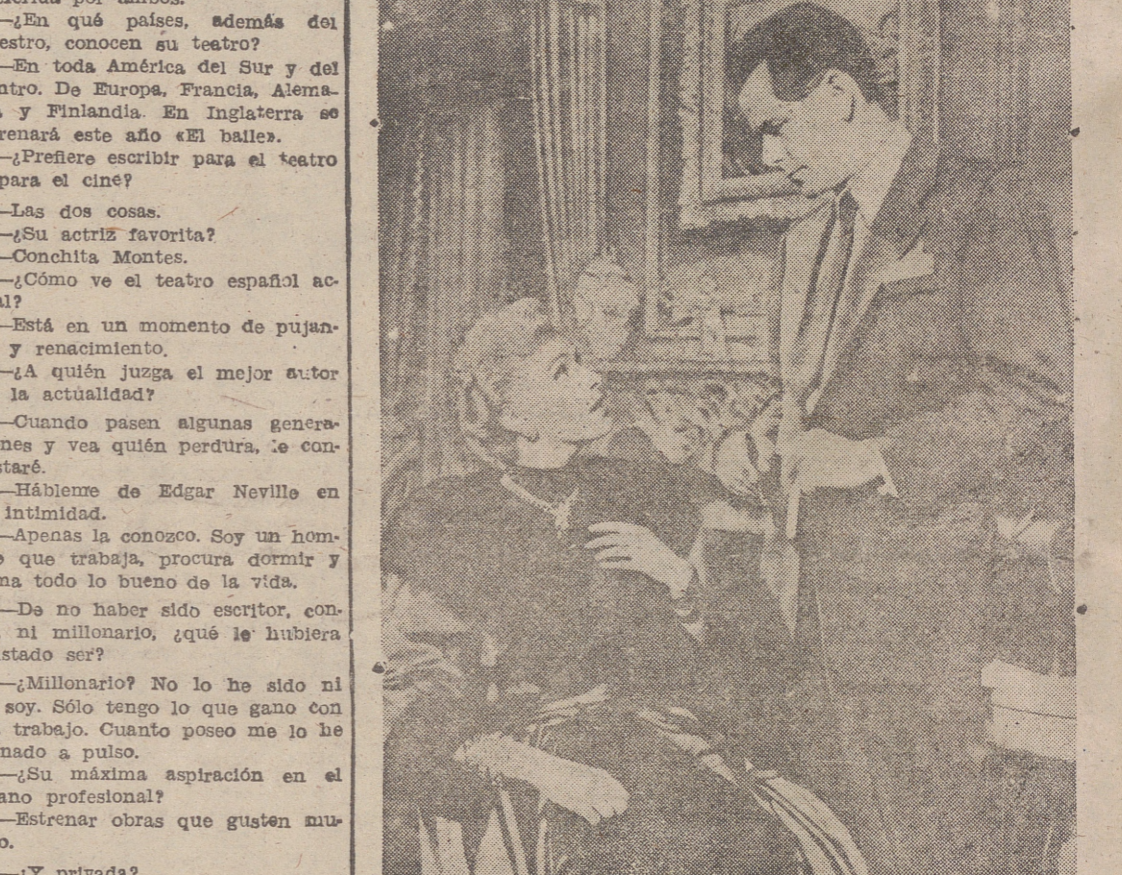 —¿En qué países, además del
estro, conocen su teatro?
—En toda América del Sur y del
ntro. De Europa, Francia, Alema-
y Finlandia. En Inglaterra se
renará este año «El baile».
—¿Prefiere escribir para el teatro
para el cine?
—Las dos cosas.
—¿Su actriz favorita?
—Conchita Montes.
—¿Cómo ve el teatro español ac-
al?
—Está en un momento de pujan-
y renacimiento.
—¿A quién juzga el mejor autor
la actualidad?
—Cuando pasen algunas genera-
nes y vea quién perdura, le con-
staré.
—Hábleme de Edgar Neville en
intimidad.
—Apenas la conozco. Soy un hom-
que trabaja, procura dormir y
ma todo lo bueno de la vida.
—De no haber sido escritor, con-
ni millonario, ¿qué le hubiera
stado ser?
—¿Millonario? No lo he sido ni
soy. Sólo tengo lo que gano con
trabajo. Cuanto poseo me lo he
nado a pulso.
—¿Su máxima aspiración en el
ano profesional?
—Estrenar obras que gusten mu-
o.
—¿Y privada?